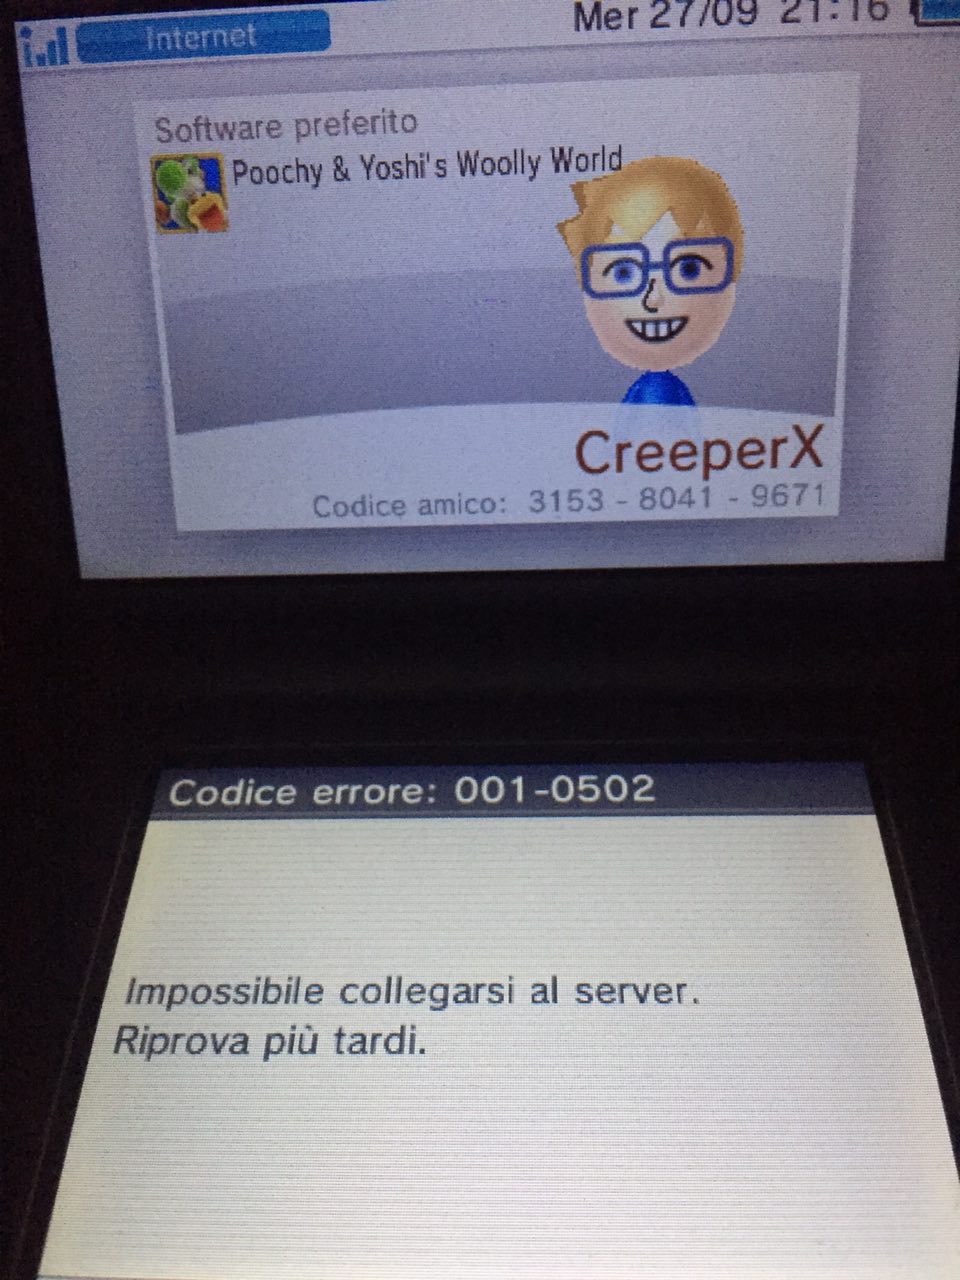 Internet
Mer 27/09 21:16
Software preferito
Poochy & Yoshi's Woolly World
CreeperX
Codice amico: 3153 - 8041 - 9671
Codice errore: 001-0502
Impossibile collegarsi al server.
Riprova più tardi.